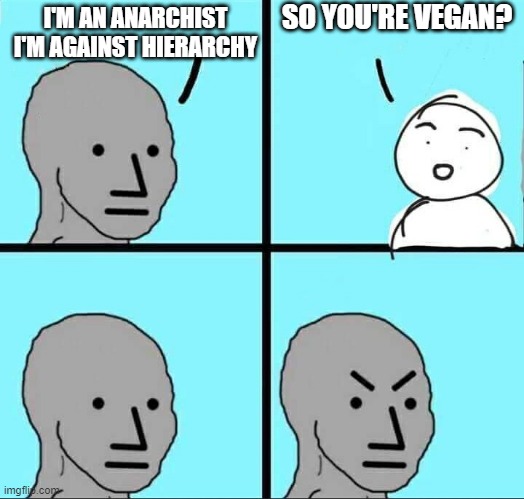 I'M AN ANARCHIST
I'M AGAINST HIERARCHY
SO YOU'RE VEGAN?
imgflip.com